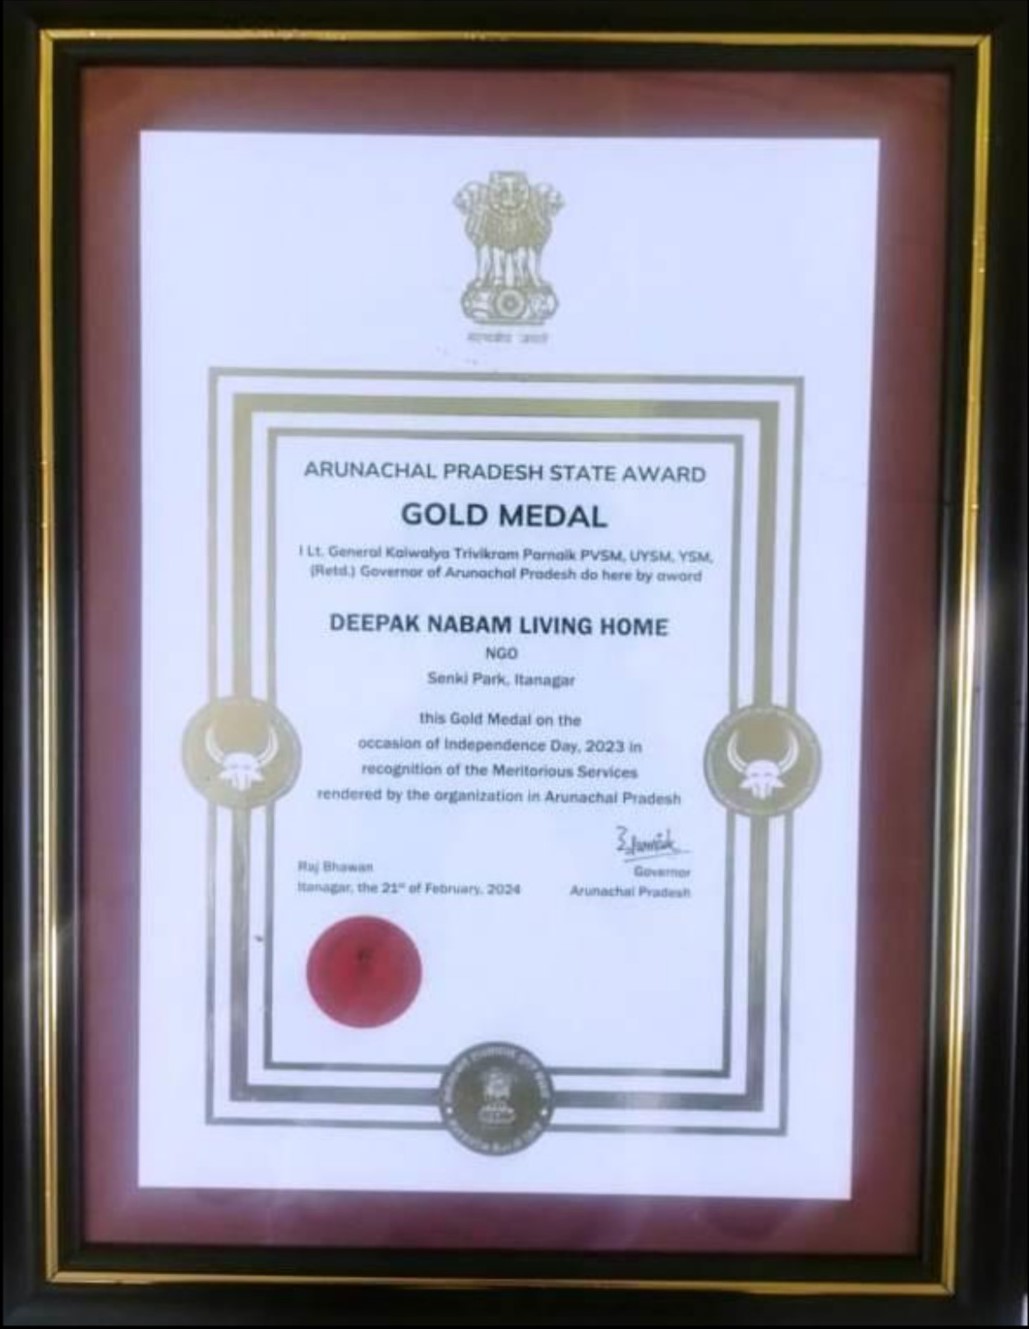 सत्यमेव जयते
ARUNACHAL PRADESH STATE AWARD
GOLD MEDAL
I Lt. General Kaiwalya Trivikram Parnaik PVSM, UYSM, YSM,
(Retd.) Governor of Arunachal Pradesh do here by award
DEEPAK NABAM LIVING HOME
NGO
Senki Park, Itanagar
this Gold Medal on the
occasion of Independence Day, 2023 in
recognition of the Meritorious Services
rendered by the organization in Arunachal Pradesh
Raj Bhawan
Itanagar, the 21st of February, 2024
Governor
Arunachal Pradesh